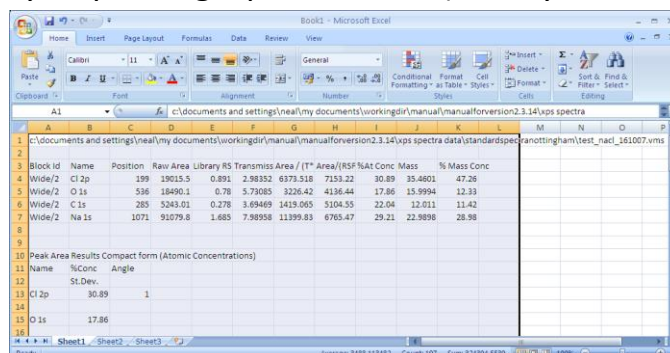 Book1 - Microsoft Excel
Home Insert Page Layout Formulas Data Review View
Calibri 11 General
Paste B I U Conditional Format Cell Insert Delete Format Sort & Find &
Formatting as Table Styles Filter Select
Clipboard Font Alignment Number Styles Cells Editing
A1 fx c:\documents and settings\neal\my documents\workingdir\manual\manualforversion2.3.14\xps spectra
A B C D E F G H I J K L M N O P
1 c:\documents and settings\neal\my documents\workingdir\manual\manualforversion2.3.14\xps spectra data\standardspectranottingham\test_nacl_161007.vms
2
3 Block Id Name Position Raw Area Library RS Transmiss Area / (T* Area/(RSF %At Conc Mass % Mass Conc
4 Wide/2 Cl 2p 199 19015.5 0.891 2.98352 6373.518 7153.22 30.89 35.4601 47.26
5 Wide/2 O 1s 536 18490.1 0.78 5.73085 3226.42 4136.44 17.86 15.9994 12.33
6 Wide/2 C 1s 285 5243.01 0.278 3.69469 1419.065 5104.55 22.04 12.011 11.42
7 Wide/2 Na 1s 1071 91079.8 1.685 7.98958 11399.83 6765.47 29.21 22.9898 28.98
8
9
10 Peak Area Results Compact form (Atomic Concentrations)
11 Name %Conc Angle
12 St.Dev.
13 Cl 2p 30.89 1
14
15 O 1s 17.86
16
Sheet1 Sheet2 Sheet3